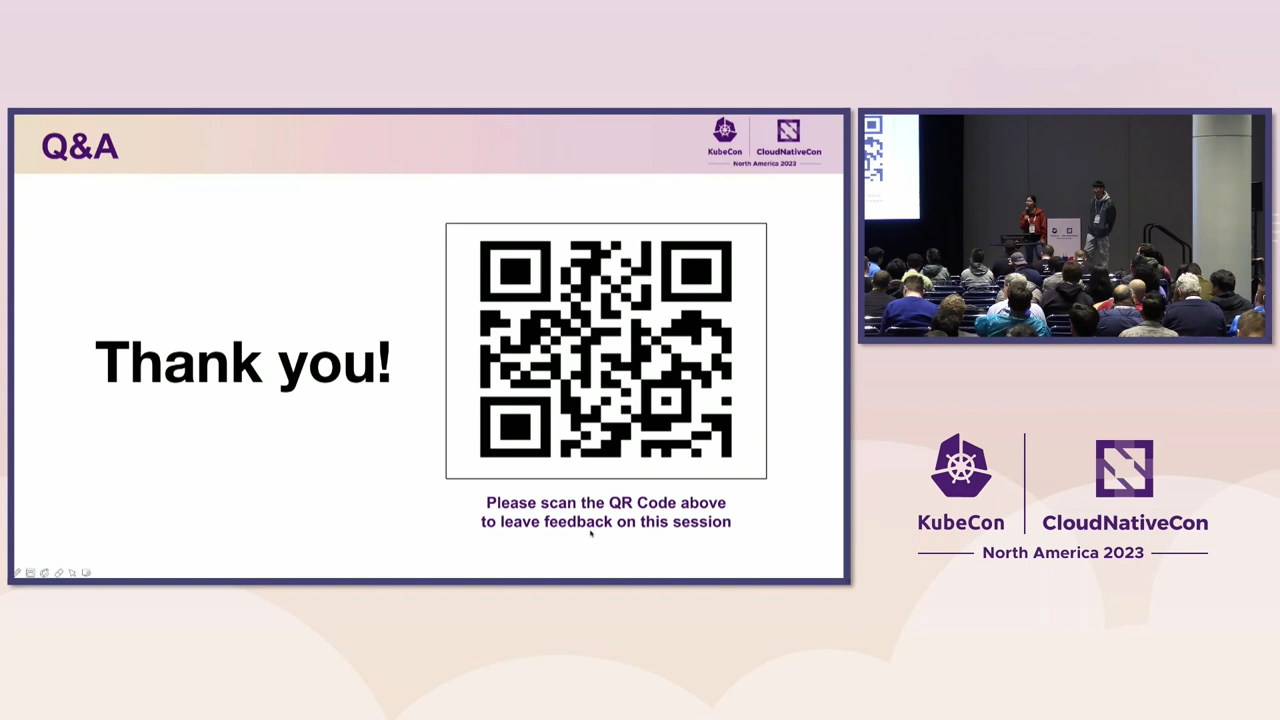 Q&A
KubeCon
CloudNativeCon
North America 2023
Thank you!
Please scan the QR Code above
to leave feedback on this session
KubeCon
CloudNativeCon
North America 2023